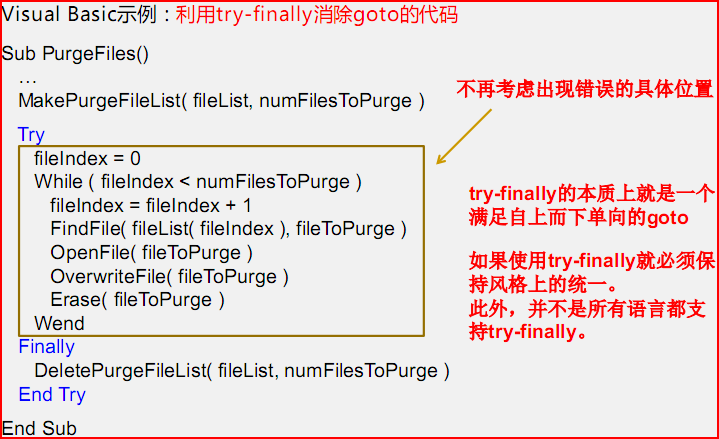 Visual Basic示例：利用try-finally消除goto的代码
Sub PurgeFiles()
…
MakePurgeFileList( fileList, numFilesToPurge )
不再考虑出现错误的具体位置
Try
fileIndex = 0
While ( fileIndex < numFilesToPurge )
fileIndex = fileIndex + 1
FindFile( fileList( fileIndex ), fileToPurge )
OpenFile( fileToPurge )
OverwriteFile( fileToPurge )
Erase( fileToPurge )
Wend
Finally
DeletePurgeFileList( fileList, numFilesToPurge )
End Try
End Sub
try-finally的本质上就是一个
满足自上而下单向的goto
如果使用try-finally就必须保
持风格上的统一。
此外，并不是所有语言都支
持try-finally。